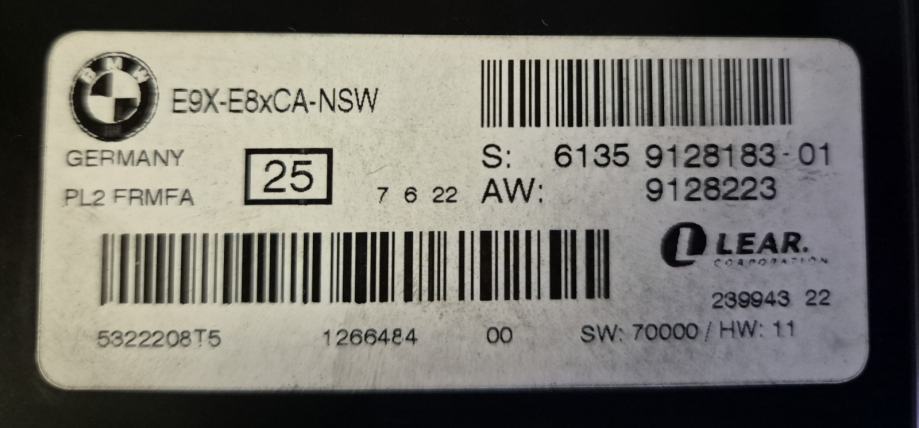 BMW
E9X-E8xCA-NSW
GERMANY
PL2 FRMFA
25
7 6 22
S: 6135 9128183-01
AW: 9128223
LEAR.
CORPORATION
239943 22
5322208T5 1266484 00 SW: 70000 / HW: 11